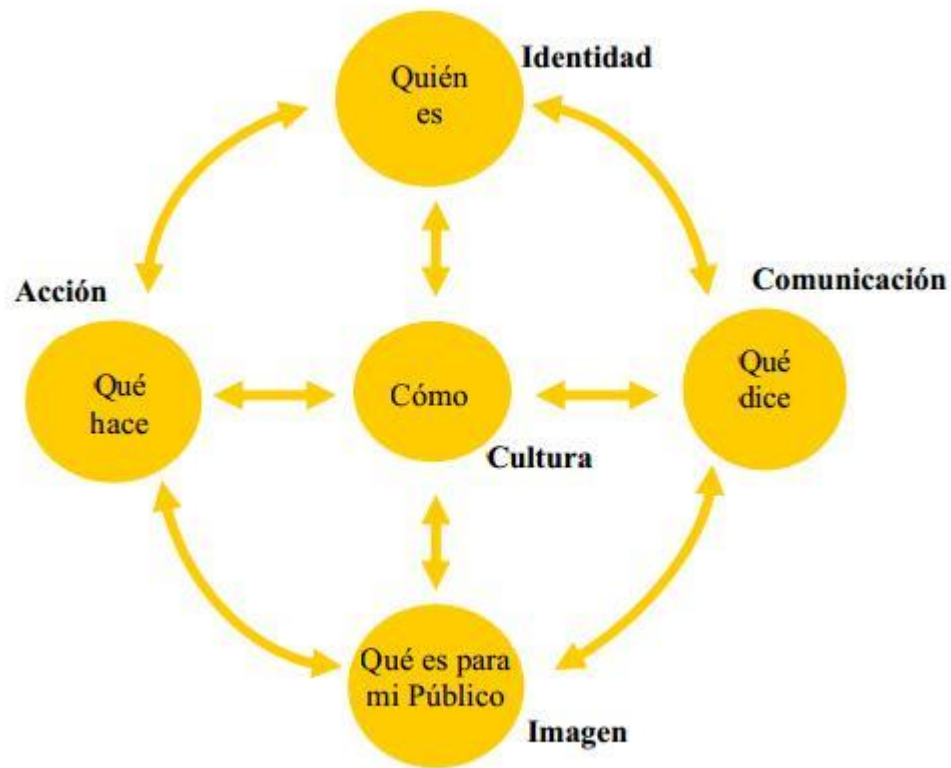 Identidad
Quién
es
Acción
Comunicación
Qué
hace
Cómo
Qué
dice
Cultura
Qué es para
mi Público
Imagen